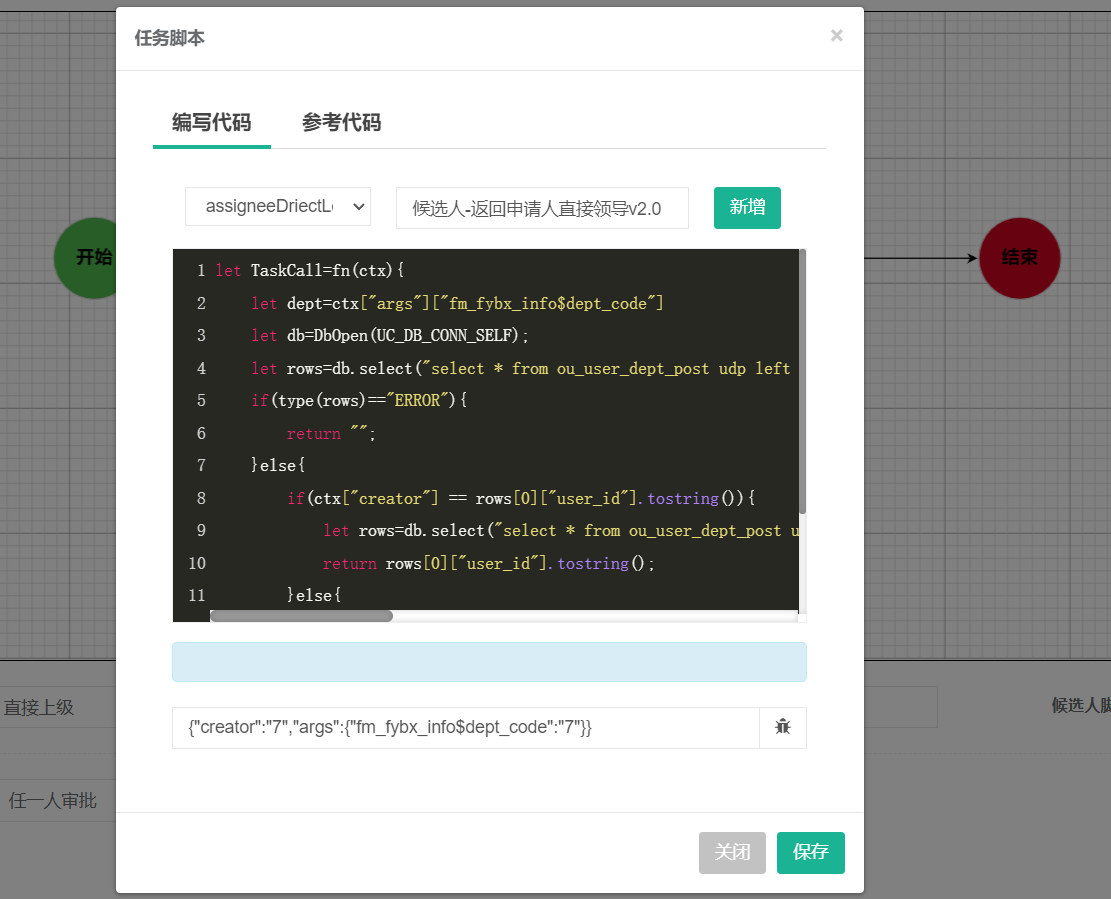 任务脚本
×
编写代码 参考代码
assigneeDriectL 候选人-返回申请人直接领导v2.0 新增
开始
结束
1 let TaskCall=fn(ctx){
2 let dept=ctx["args"]["fm_fybx_info$dept_code"]
3 let db=DbOpen(UC_DB_CONN_SELF);
4 let rows=db.select("select * from ou_user_dept_post udp left
5 if(type(rows)=="ERROR"){
6 return "";
7 }else{
8 if(ctx["creator"] == rows[0]["user_id"].tostring()){
9 let rows=db.select("select * from ou_user_dept_post u
10 return rows[0]["user_id"].tostring();
11 }else{
直接上级
候选人脚
{"creator":"7","args":{"fm_fybx_info$dept_code":"7"}}
任一人审批
关闭 保存